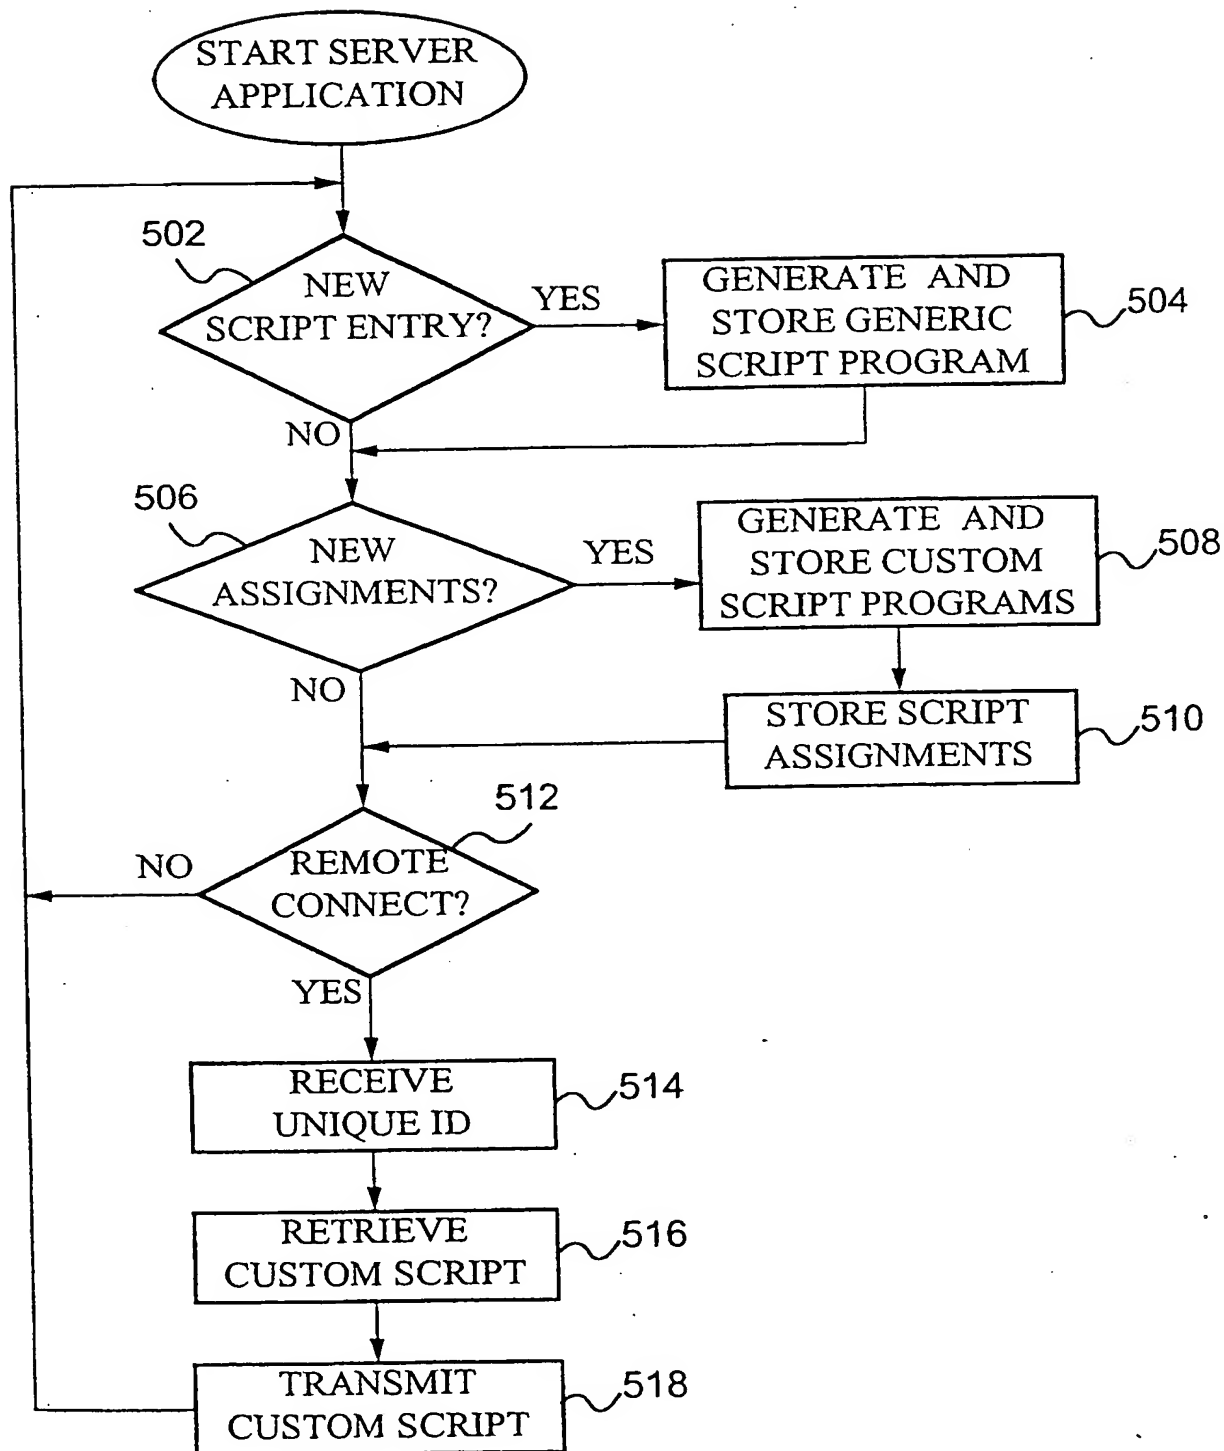 START SERVER
APPLICATION
502
NEW
SCRIPT ENTRY?
YES
GENERATE AND
STORE GENERIC
SCRIPT PROGRAM
504
NO
506
NEW
ASSIGNMENTS?
YES
GENERATE AND
STORE CUSTOM
SCRIPT PROGRAMS
508
NO
STORE SCRIPT
ASSIGNMENTS
510
512
NO
REMOTE
CONNECT?
YES
RECEIVE
UNIQUE ID
514
RETRIEVE
CUSTOM SCRIPT
516
TRANSMIT
CUSTOM SCRIPT
518